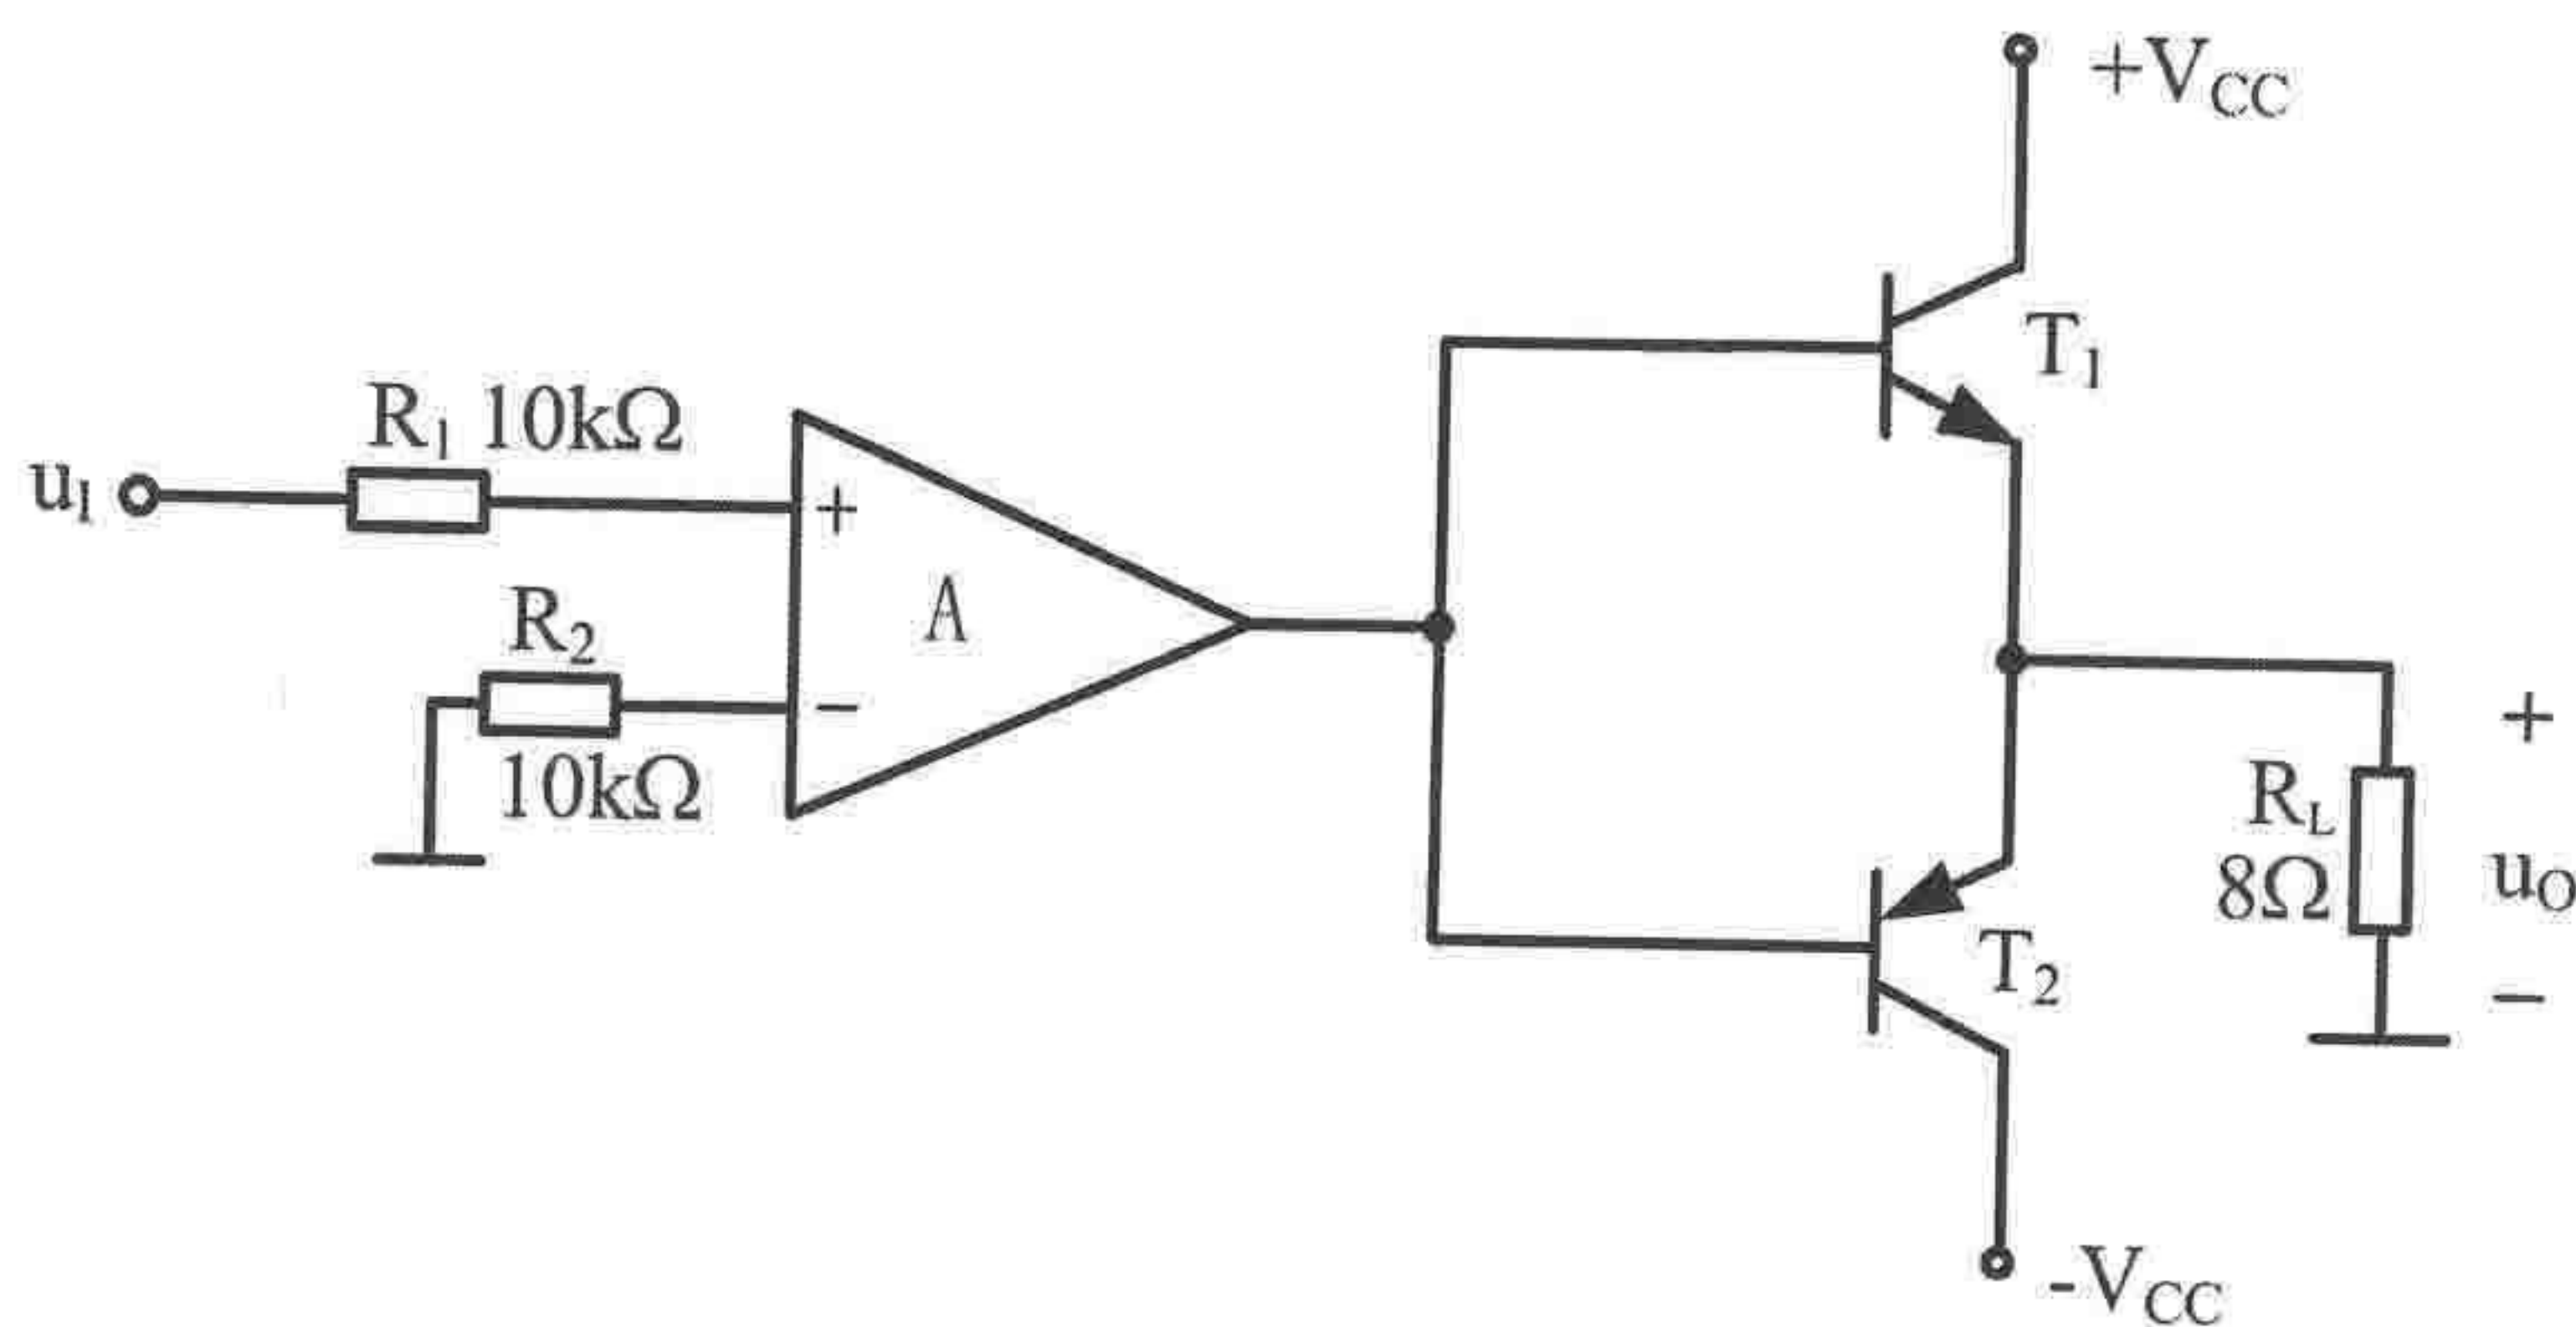 +V_CC
T_1
R_1 10kΩ
u_I
+
A
R_2
10kΩ
−
+
R_L
8Ω
u_O
−
T_2
-V_CC